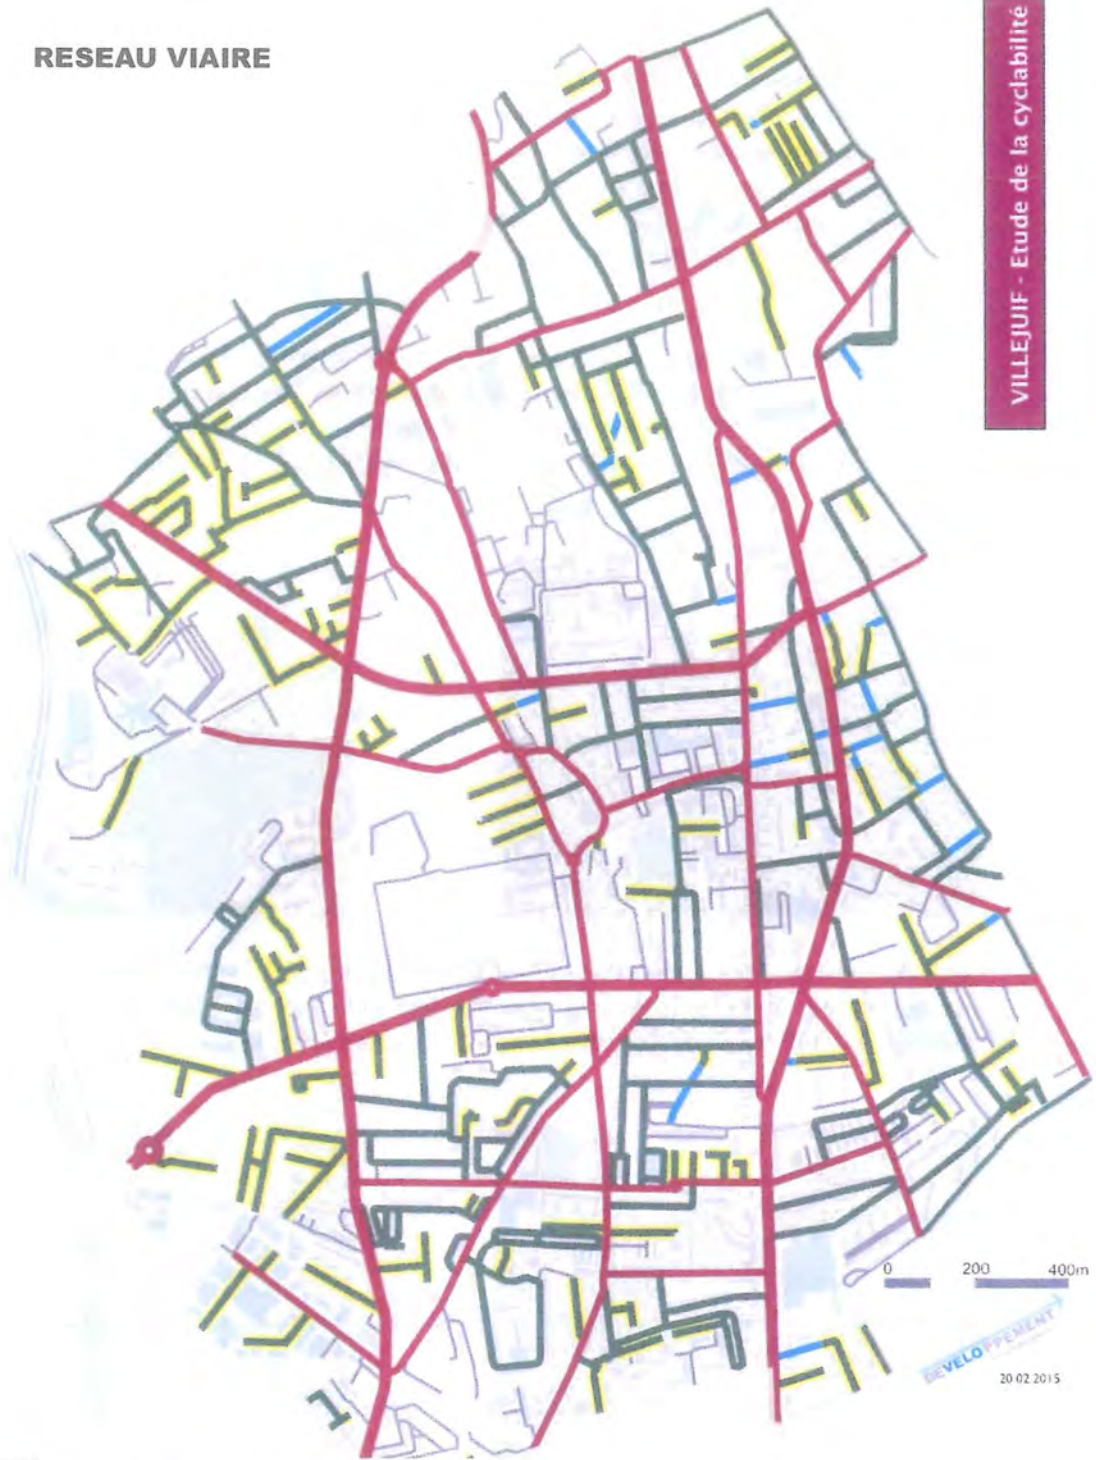 RESEAU VIAIRE
VILLEJUIF - Etude de la cyclabilité
0 200 400m
DEVELOPPEMENT
20 02 2015